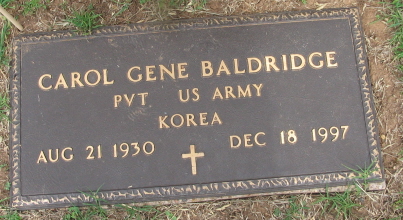 CAROL GENE BALDRIDGE
PVT US ARMY
KOREA
AUG 21 1930 DEC 18 1997